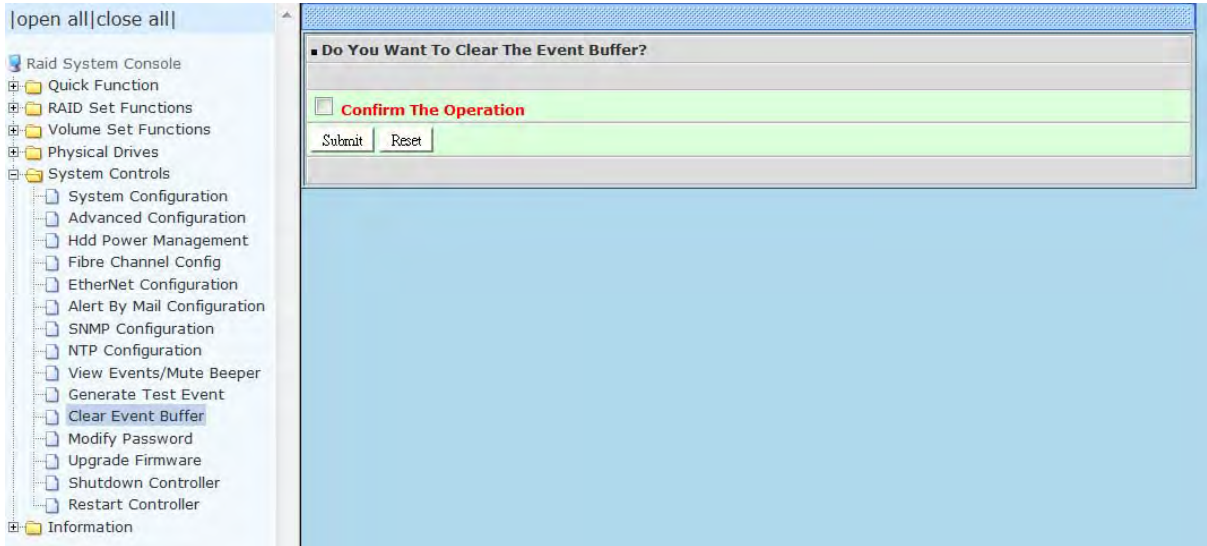 |open all|close all|
Raid System Console
Quick Function
RAID Set Functions
Volume Set Functions
Physical Drives
System Controls
System Configuration
Advanced Configuration
Hdd Power Management
Fibre Channel Config
EtherNet Configuration
Alert By Mail Configuration
SNMP Configuration
NTP Configuration
View Events/Mute Beeper
Generate Test Event
Clear Event Buffer
Modify Password
Upgrade Firmware
Shutdown Controller
Restart Controller
Information
Do You Want To Clear The Event Buffer?
Confirm The Operation
Submit Reset